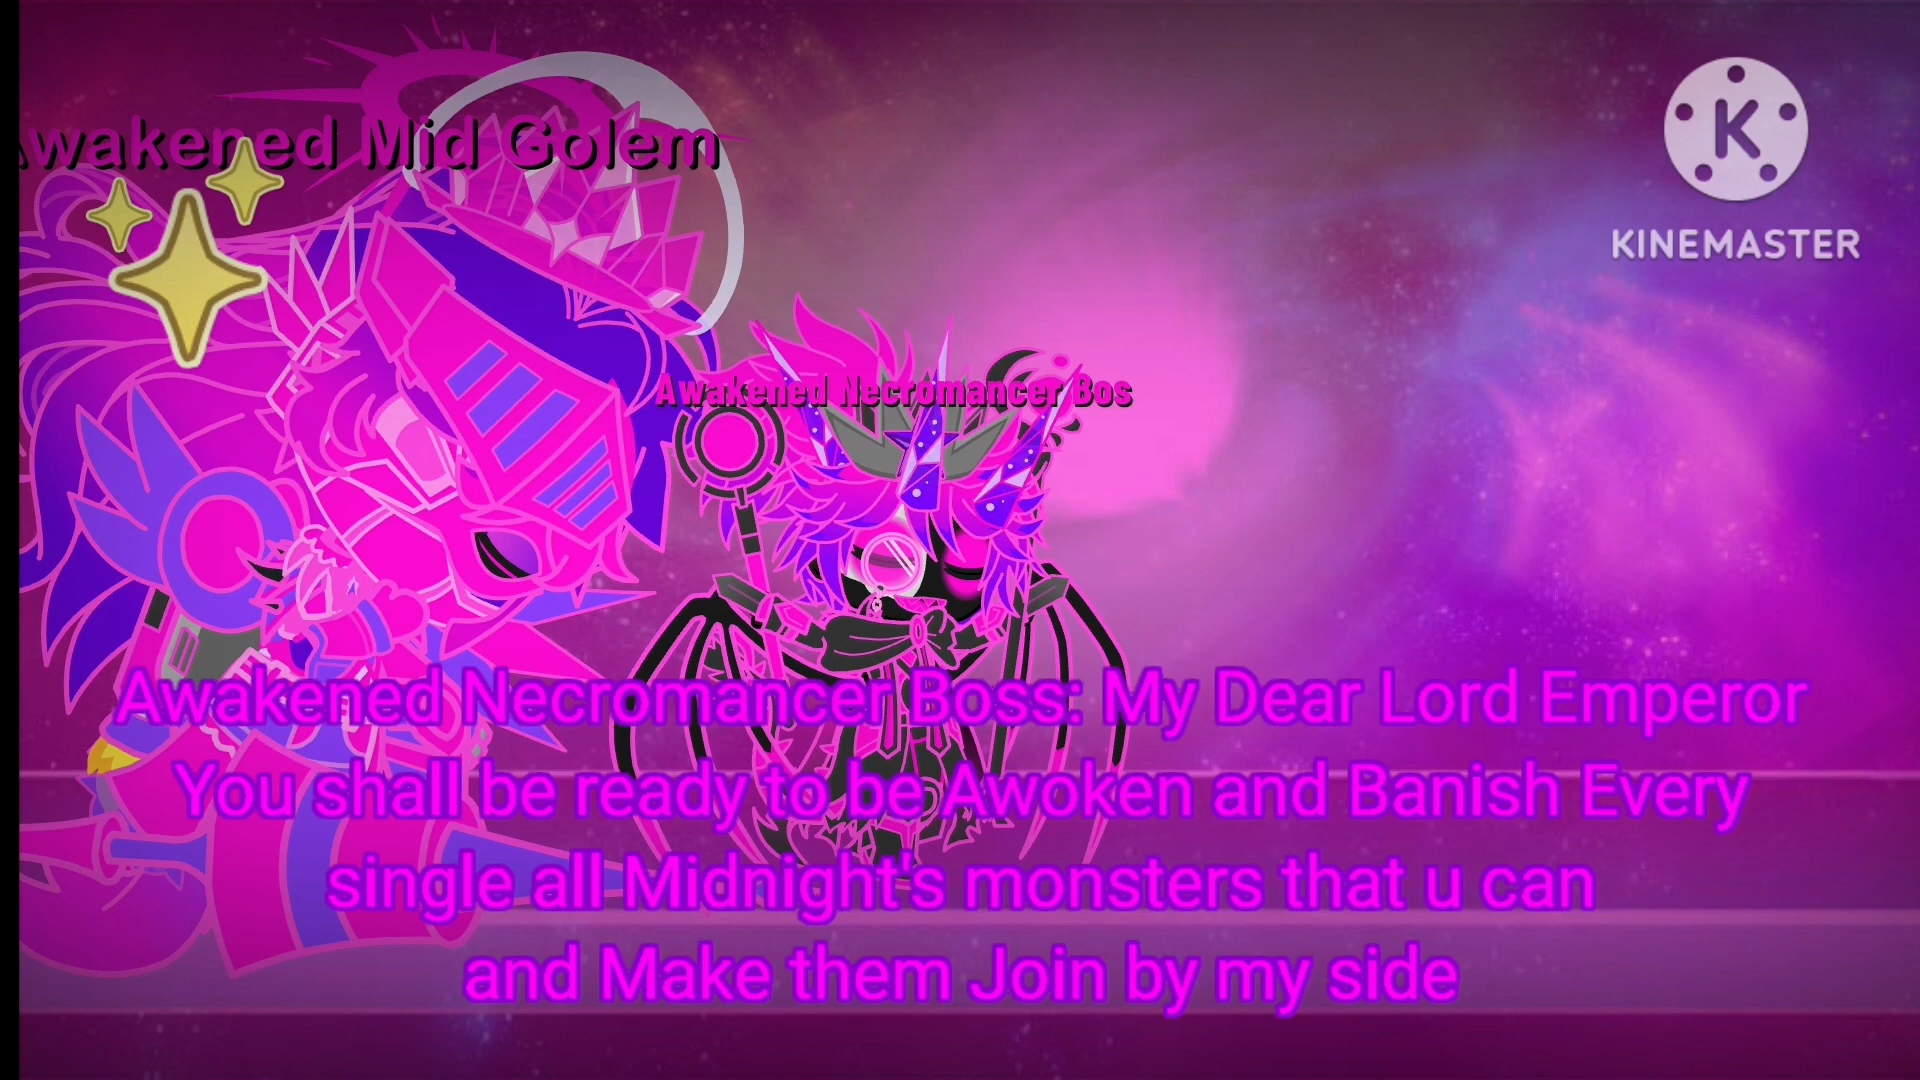 wakened Mid Golem
K
KINEMASTER
Awakened Necromancer Bos
Awakened Necromancer Boss: My Dear Lord Emperor
You shall be ready to be Awoken and Banish Every
single all Midnight's monsters that u can
and Make them Join by my side